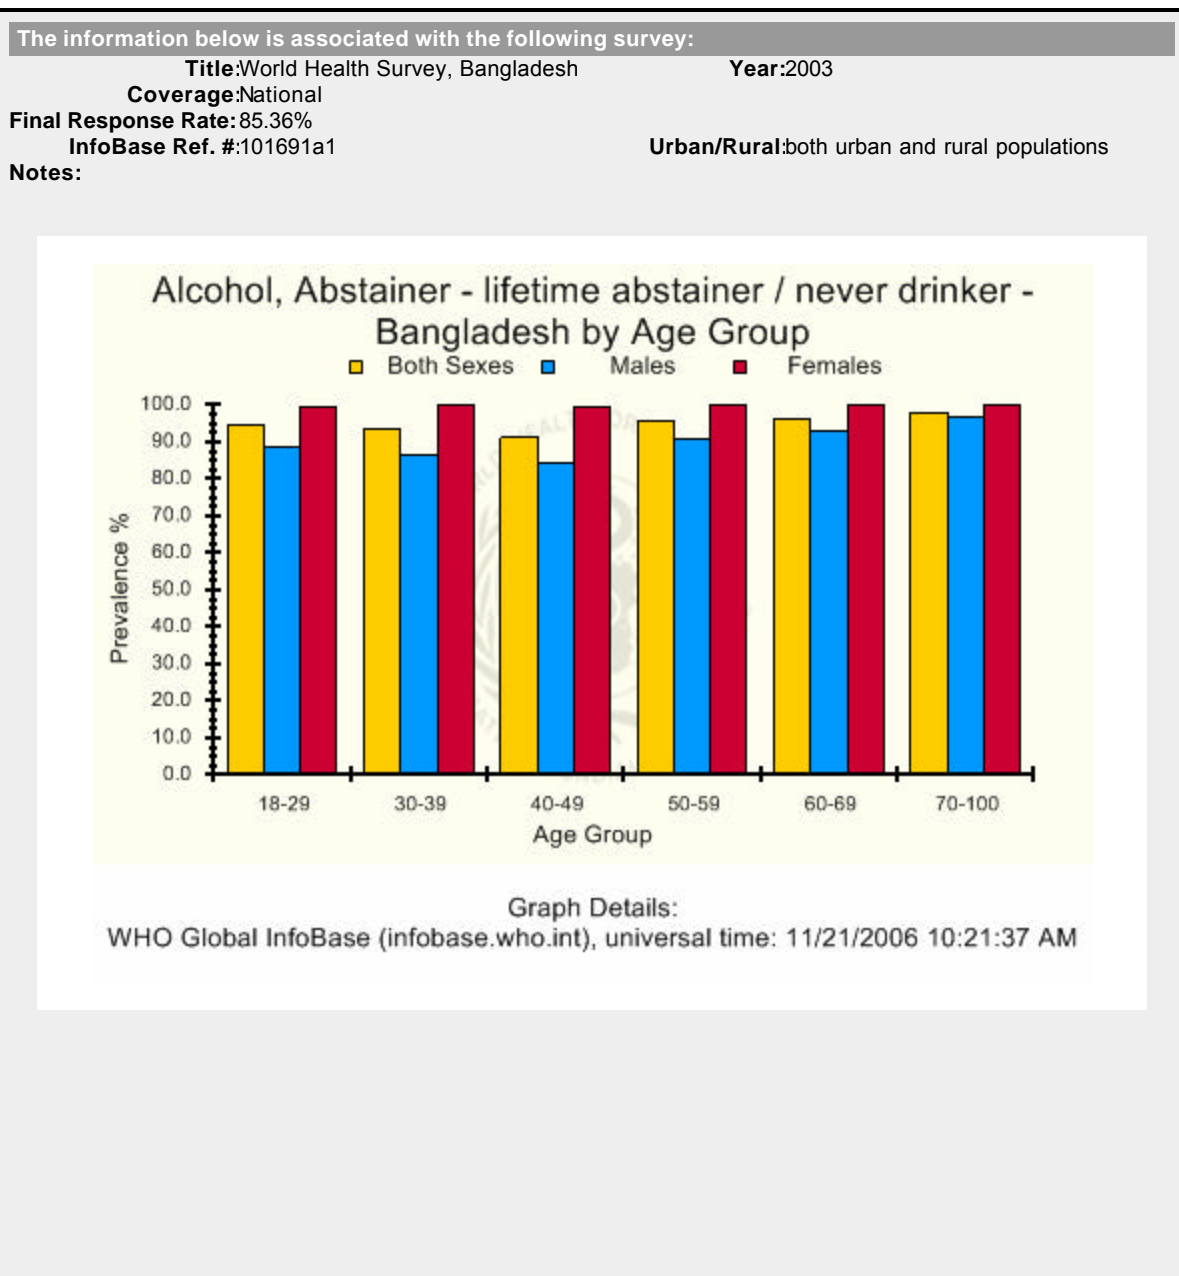 The information below is associated with the following survey:
Title:World Health Survey, Bangladesh Year:2003
Coverage:National
Final Response Rate:85.36%
InfoBase Ref. #:101691a1 Urban/Rural:both urban and rural populations
Notes:
Alcohol, Abstainer - lifetime abstainer / never drinker -
Bangladesh by Age Group
Both Sexes Males Females
100.0
90.0
80.0
70.0
60.0
50.0
40.0
30.0
20.0
10.0
0.0
Prevalence %
18-29 30-39 40-49 50-59 60-69 70-100
Age Group
Graph Details:
WHO Global InfoBase (infobase.who.int), universal time: 11/21/2006 10:21:37 AM